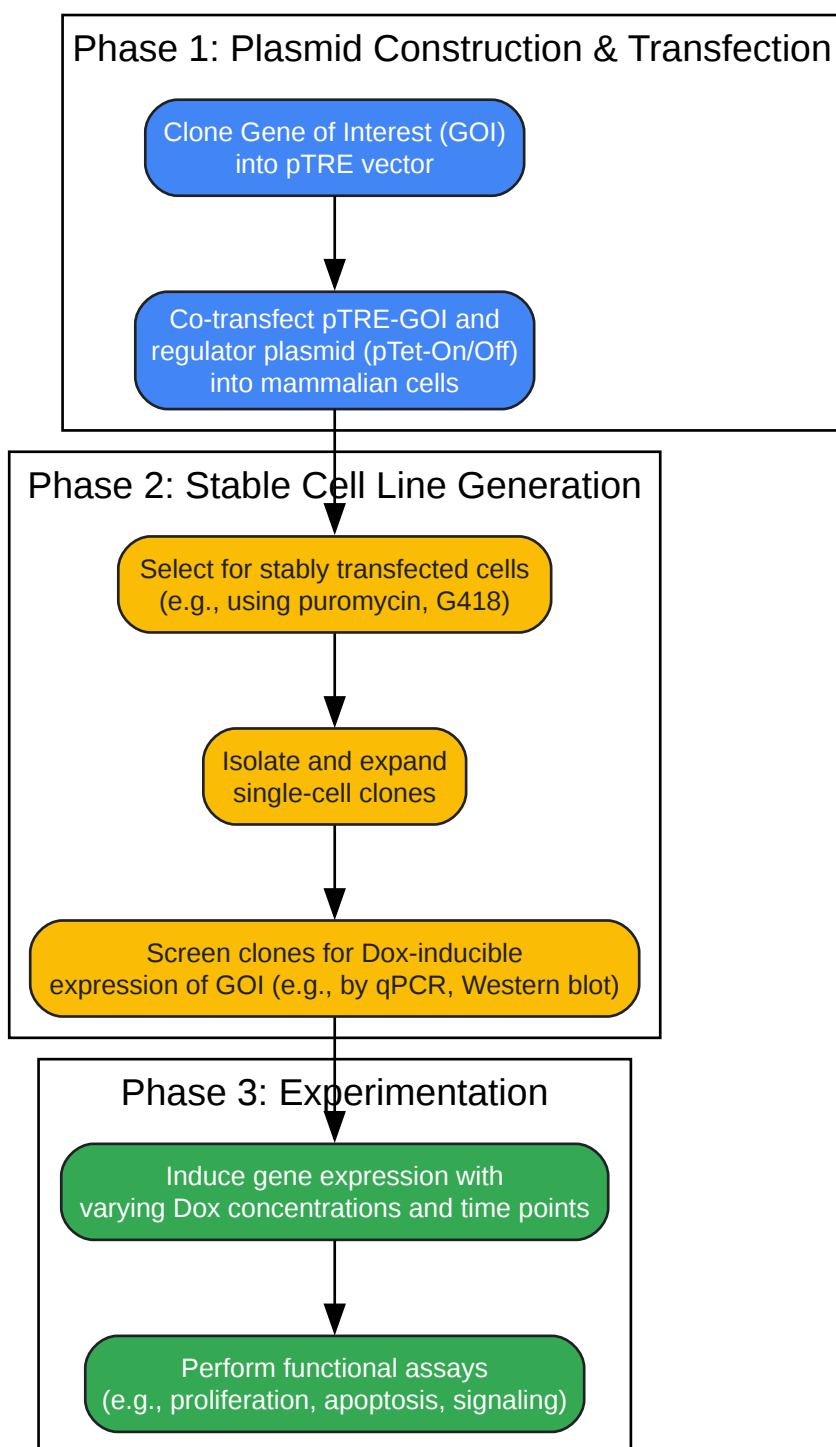 Phase 1: Plasmid Construction & Transfection
Clone Gene of Interest (GOI)
into pTRE vector
Co-transfect pTRE-GOI and
regulator plasmid (pTet-On/Off)
into mammalian cells
Phase 2: Stable Cell Line Generation
Select for stably transfected cells
(e.g., using puromycin, G418)
Isolate and expand
single-cell clones
Screen clones for Dox-inducible
expression of GOI (e.g., by qPCR, Western blot)
Phase 3: Experimentation
Induce gene expression with
varying Dox concentrations and time points
Perform functional assays
(e.g., proliferation, apoptosis, signaling)